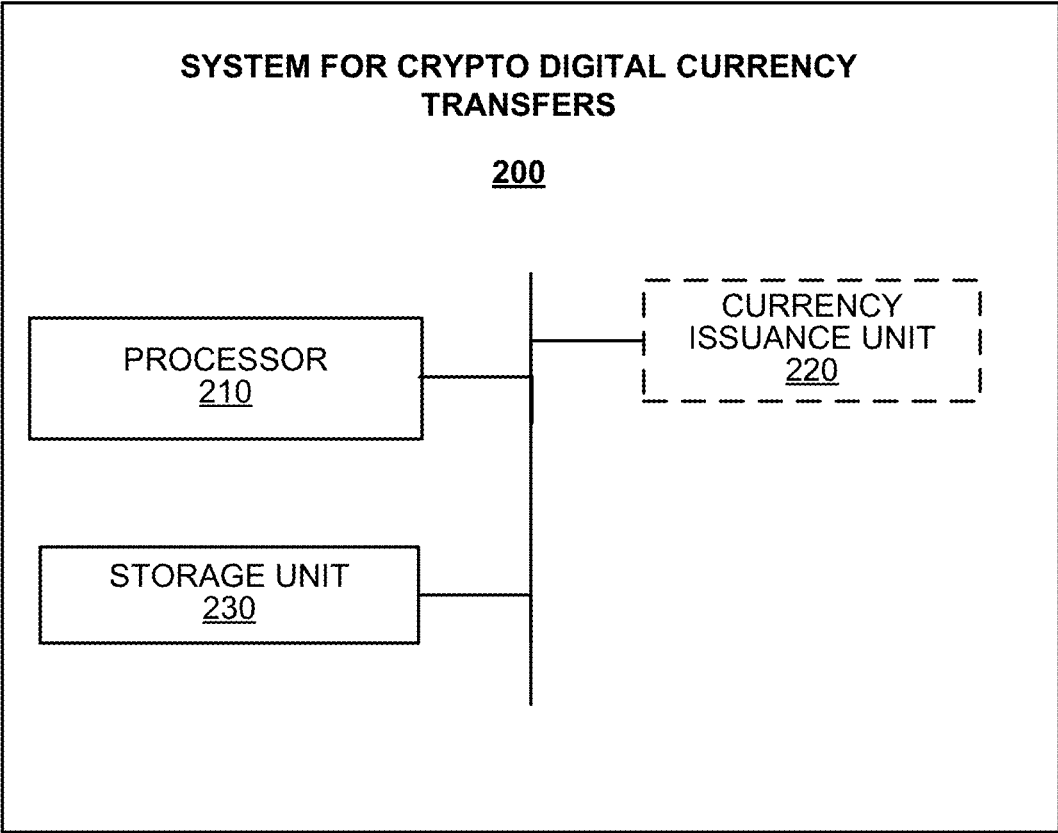 SYSTEM FOR CRYPTO DIGITAL CURRENCY
TRANSFERS
200
PROCESSOR
210
CURRENCY
ISSUANCE UNIT
220
STORAGE UNIT
230